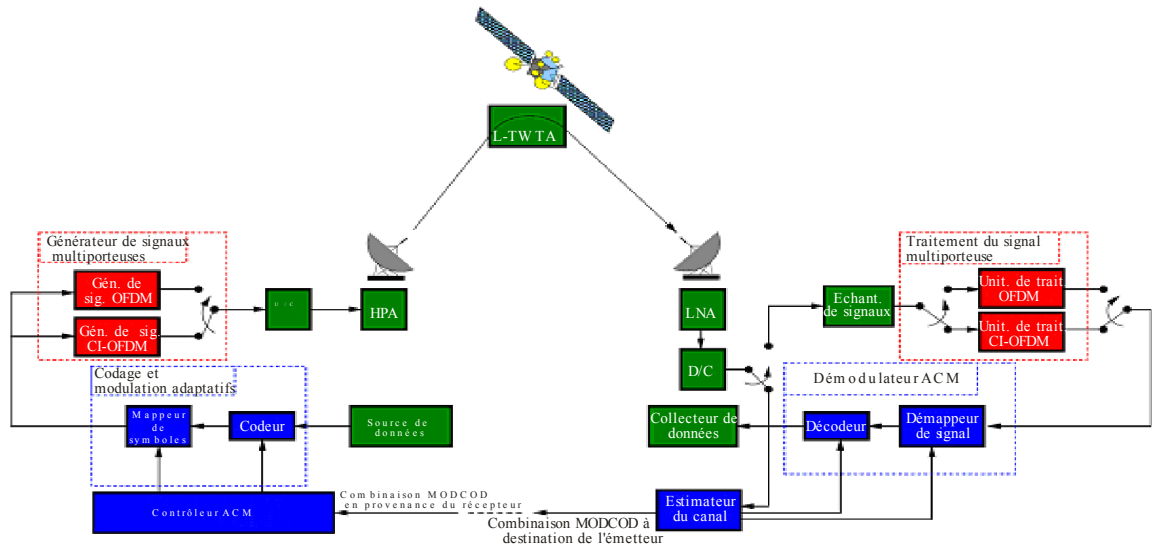 L-TWTA
Générateur de signaux
multiporteuses
Gén. de
sig. OFDM
Gén. de sig.
CI-OFDM
U/C
HPA
LNA
D/C
Echant.
de signaux
Traitement du signal
multiporteuse
Unit. de trait
OFDM
Unit. de trait
CI-OFDM
Codage et
modulation adaptatifs
Mappeur
de
symboles
Codeur
Source de
données
Collecteur de
données
Démodulateur ACM
Décodeur
Démappeur
de signal
Contrôleur ACM
Combinaison MODCOD
en provenance du récepteur
Combinaison MODCOD à
destination de l'émetteur
Estimateur
du canal